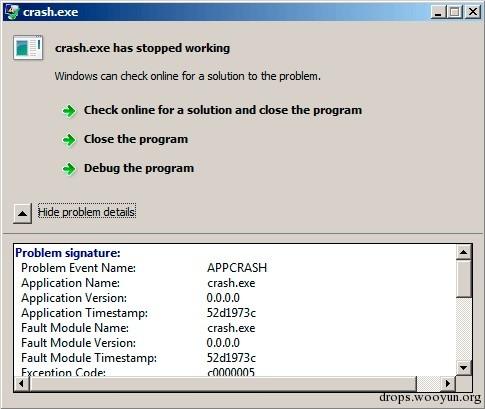 crash.exe
crash.exe has stopped working
Windows can check online for a solution to the problem.
Check online for a solution and close the program
Close the program
Debug the program
Hide problem details
Problem signature:
Problem Event Name: APPCRASH
Application Name: crash.exe
Application Version: 0.0.0.0
Application Timestamp: 52d1973c
Fault Module Name: crash.exe
Fault Module Version: 0.0.0.0
Fault Module Timestamp: 52d1973c
Exception Code: c0000005
drops.wooyun.org